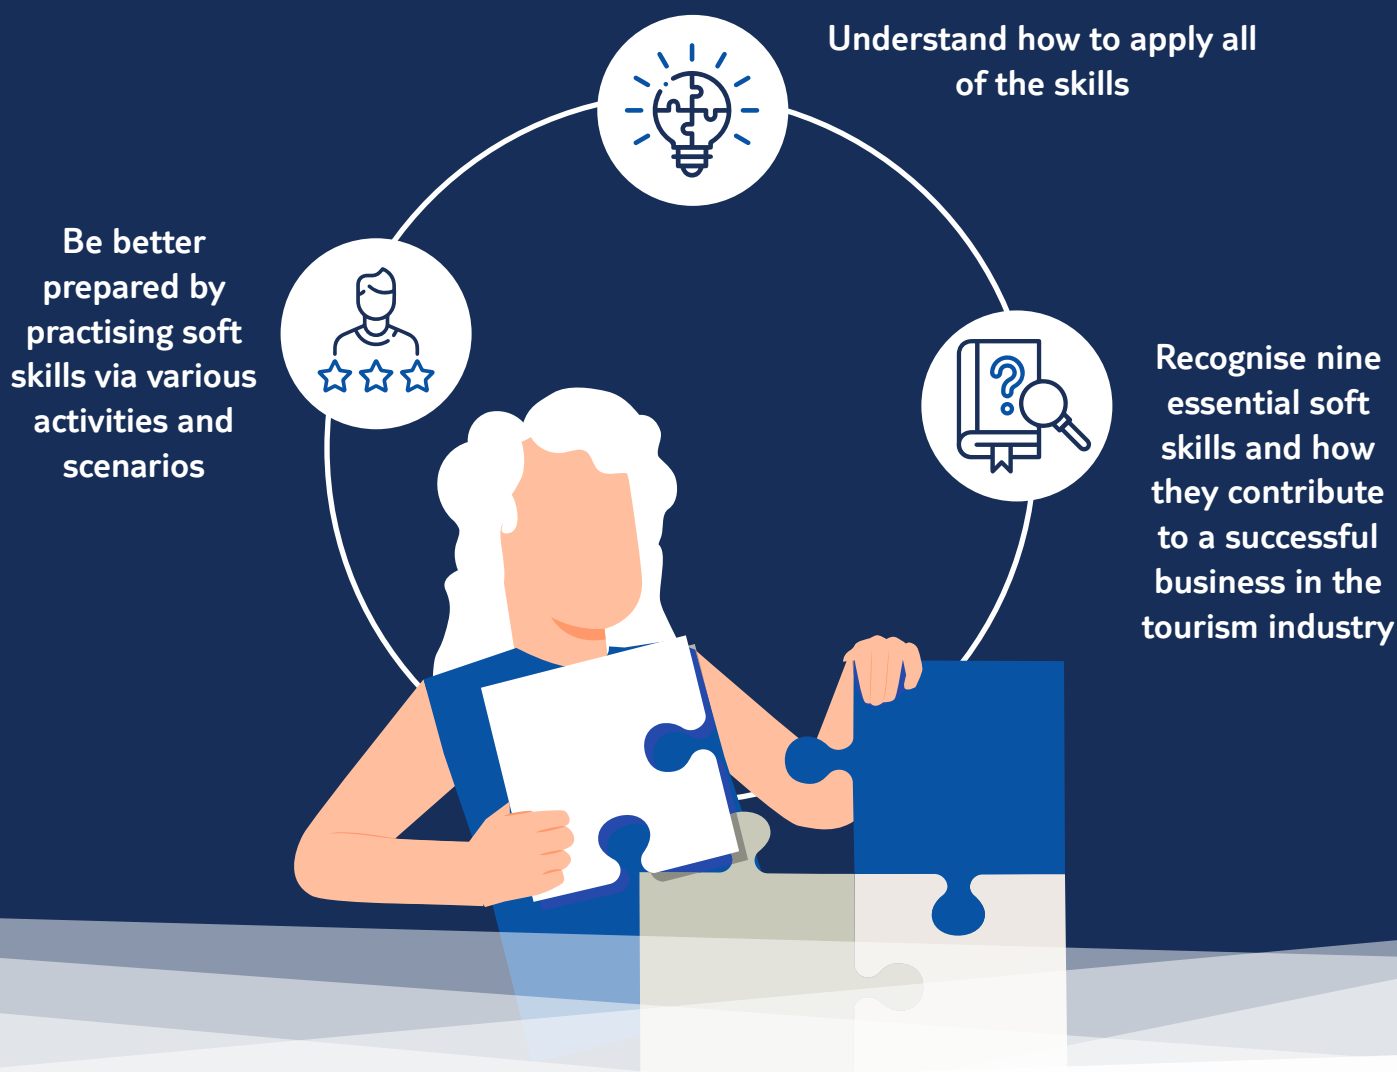 Understand how to apply all
of the skills
Be better
prepared by
practising soft
skills via various
activities and
scenarios
Recognise nine
essential soft
skills and how
they contribute
to a successful
business in the
tourism industry